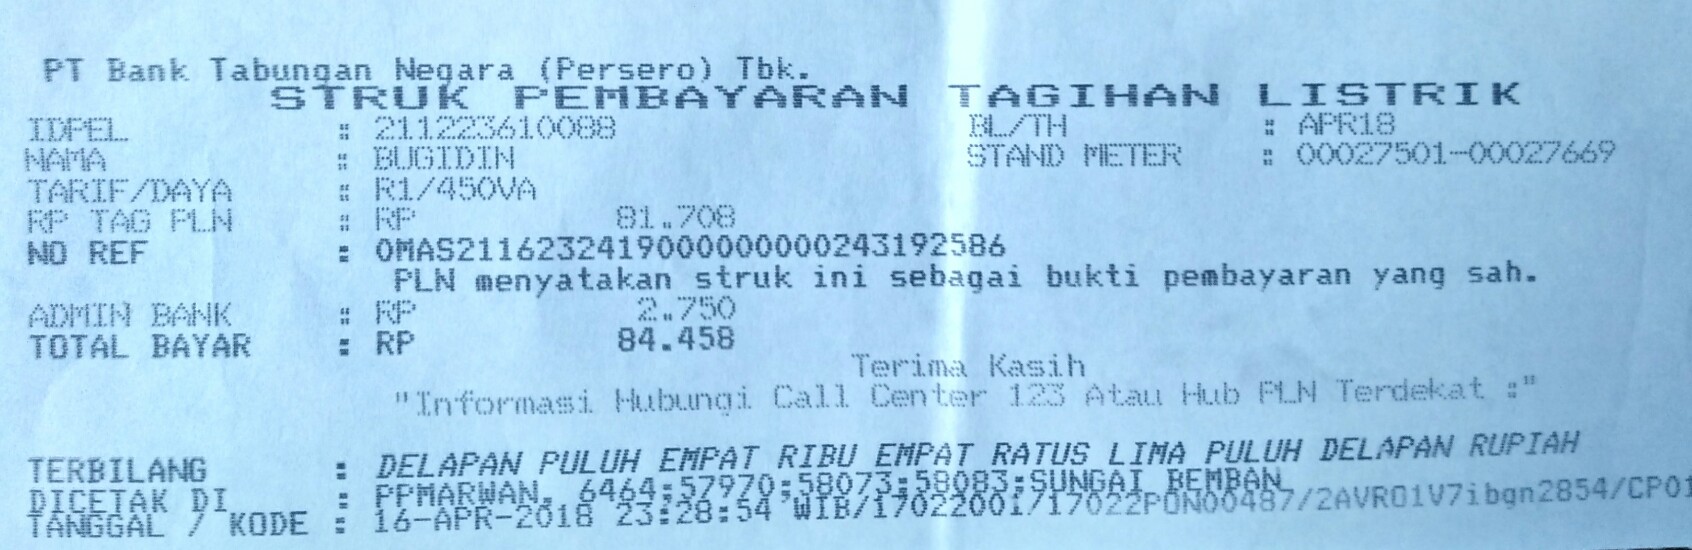 PT Bank Tabungan Negara (Persero) Tbk.
STRUK PEMBAYARAN TAGIHAN LISTRIK
IDPEL : 211223610088 BL/TH : APR18
NAMA : BUGIDIN STAND METER : 00027501-00027669
TARIF/DAYA : R1/450VA
RP TAG PLN : RP 81.708
NO REF : 0MAS21162324190000000000243192586
PLN menyatakan struk ini sebagai bukti pembayaran yang sah.
ADMIN BANK : RP 2.750
TOTAL BAYAR : RP 84.458
Terima Kasih
"Informasi Hubungi Call Center 123 Atau Hub PLN Terdekat :"
TERBILANG : DELAPAN PULUH EMPAT RIBU EMPAT RATUS LIMA PULUH DELAPAN RUPIAH
DICETAK DI : PPMARWAN, 6464;57970;58073;58083;SUNGAI BEMBAN
TANGGAL / KODE : 16-APR-2018 23:28:54 WIB/17022001/17022PON00487/2AVR01V7ibgn2854/CP01